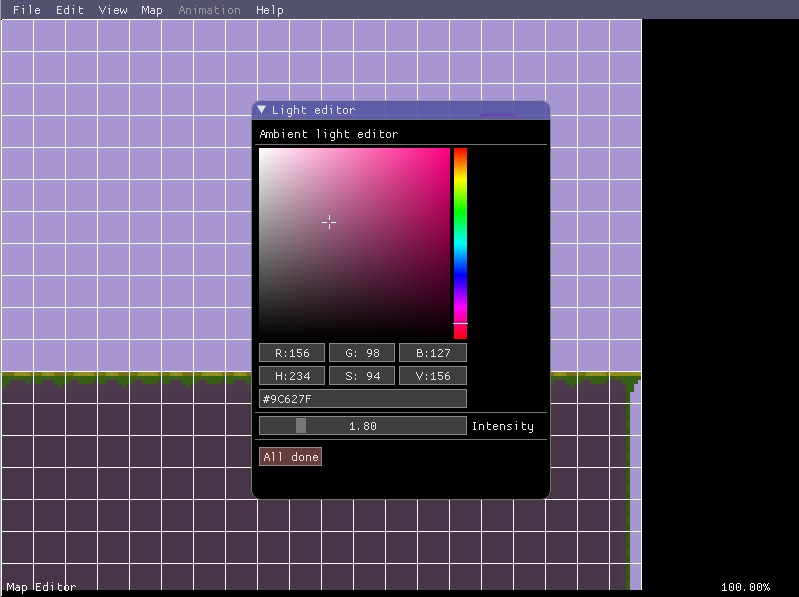 File Edit View Map Animation Help
Light editor
Ambient light editor
R:156 G: 98 B:127
H:234 S: 94 V:156
#9C627F
1.80 Intensity
All done
Map Editor 100.00%